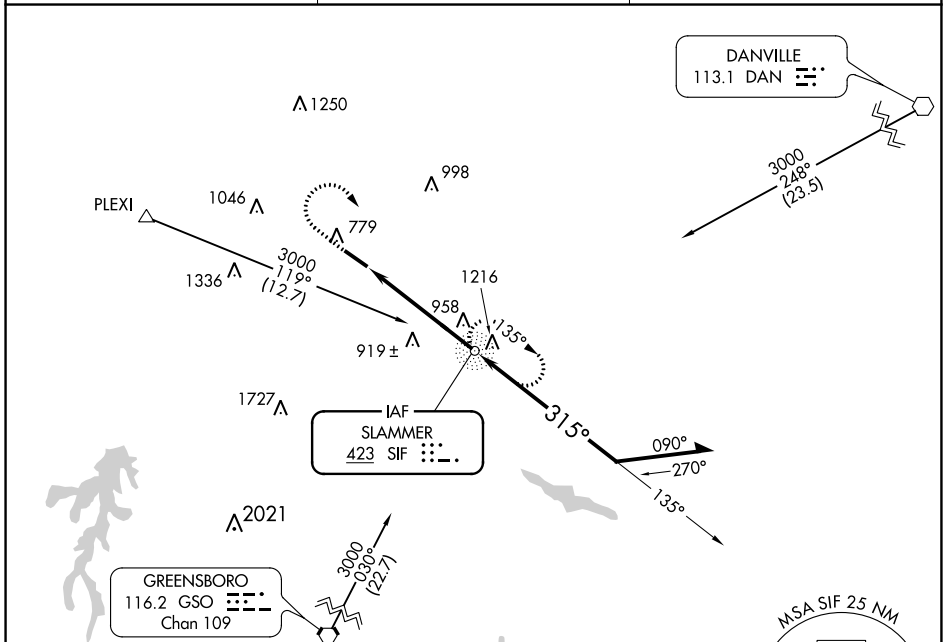 DANVILLE
113.1 DAN
1250
3000
248°
(23.5)
998
1046
PLEXI
779
3000
119°
(12.7)
1336
1216
958
135°
919 ±
1727
IAF
SLAMMER
423 SIF
315°
090°
270°
135°
2021
3000
030°
(22.7)
GREENSBORO
116.2 GSO
Chan 109
MSA SIF 25 NM